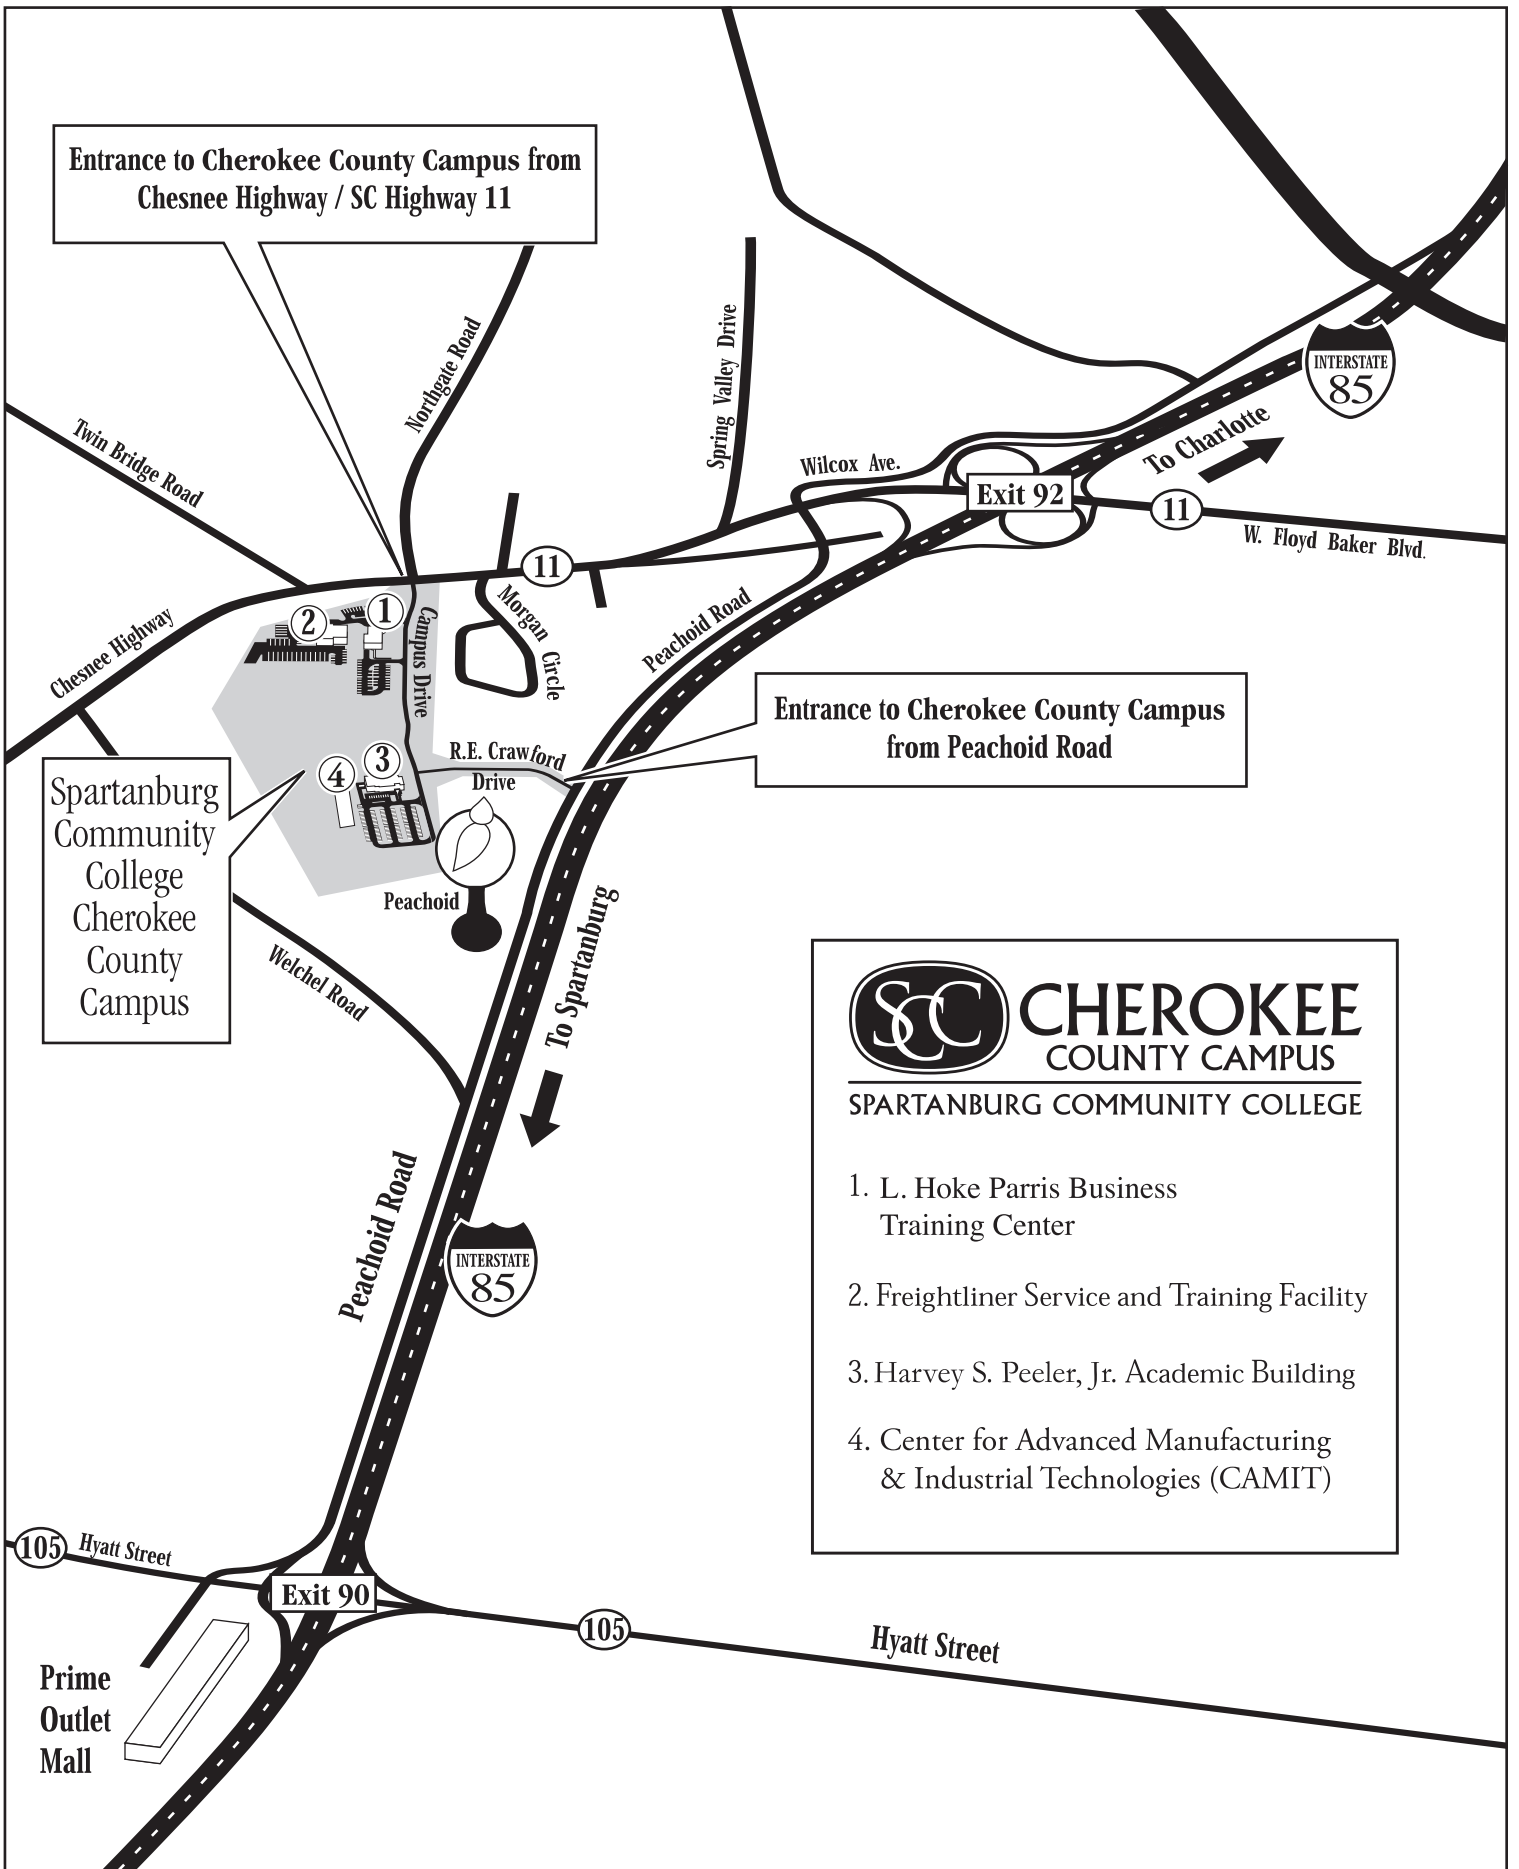 Entrance to Cherokee County Campus from
Chesnee Highway / SC Highway 11
Northgate Road
Spring Valley Drive
INTERSTATE
85
To Charlotte
Twin Bridge Road
Wilcox Ave.
Exit 92
11
W. Floyd Baker Blvd.
11
Morgan Circle
1
2
Campus Drive
Chesnee Highway
Peachoid Road
Entrance to Cherokee County Campus
from Peachoid Road
R.E. Crawford
Drive
3
4
Spartanburg
Community
College
Cherokee
County
Campus
Peachoid
Welchel Road
To Spartanburg
SCC
CHEROKEE
COUNTY CAMPUS
SPARTANBURG COMMUNITY COLLEGE
1. L. Hoke Parris Business
Training Center
2. Freightliner Service and Training Facility
3. Harvey S. Peeler, Jr. Academic Building
4. Center for Advanced Manufacturing
& Industrial Technologies (CAMIT)
Peachoid Road
INTERSTATE
85
105
Hyatt Street
Exit 90
105
Hyatt Street
Prime
Outlet
Mall